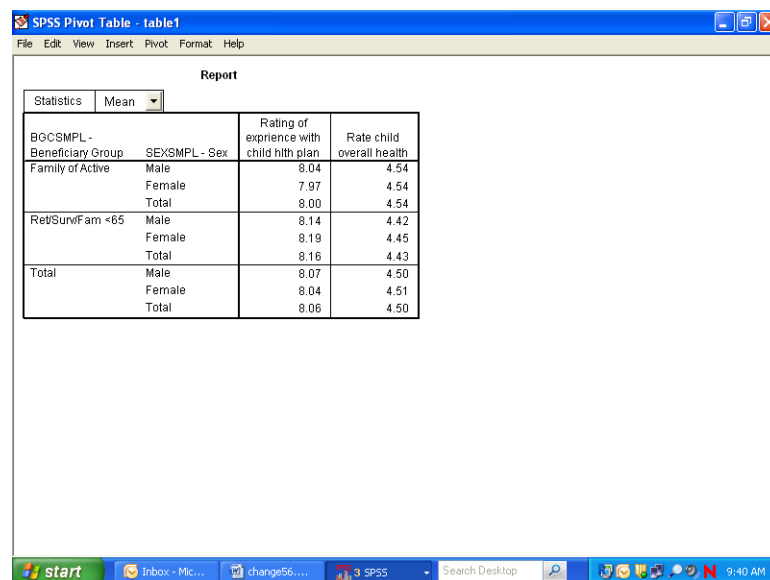 SPSS Pivot Table - table1
File Edit View Insert Pivot Format Help
Report
Statistics Mean
BGCSMPL - Beneficiary Group SEXSMPL - Sex Rating of exprience with child hlth plan Rate child overall health
Family of Active Male 8.04 4.54
Female 7.97 4.54
Total 8.00 4.54
Ret/Surv/Fam <65 Male 8.14 4.42
Female 8.19 4.45
Total 8.16 4.43
Total Male 8.07 4.50
Female 8.04 4.51
Total 8.06 4.50
start Inbox - Mic... change56.... 3 SPSS Search Desktop N 9:40 AM